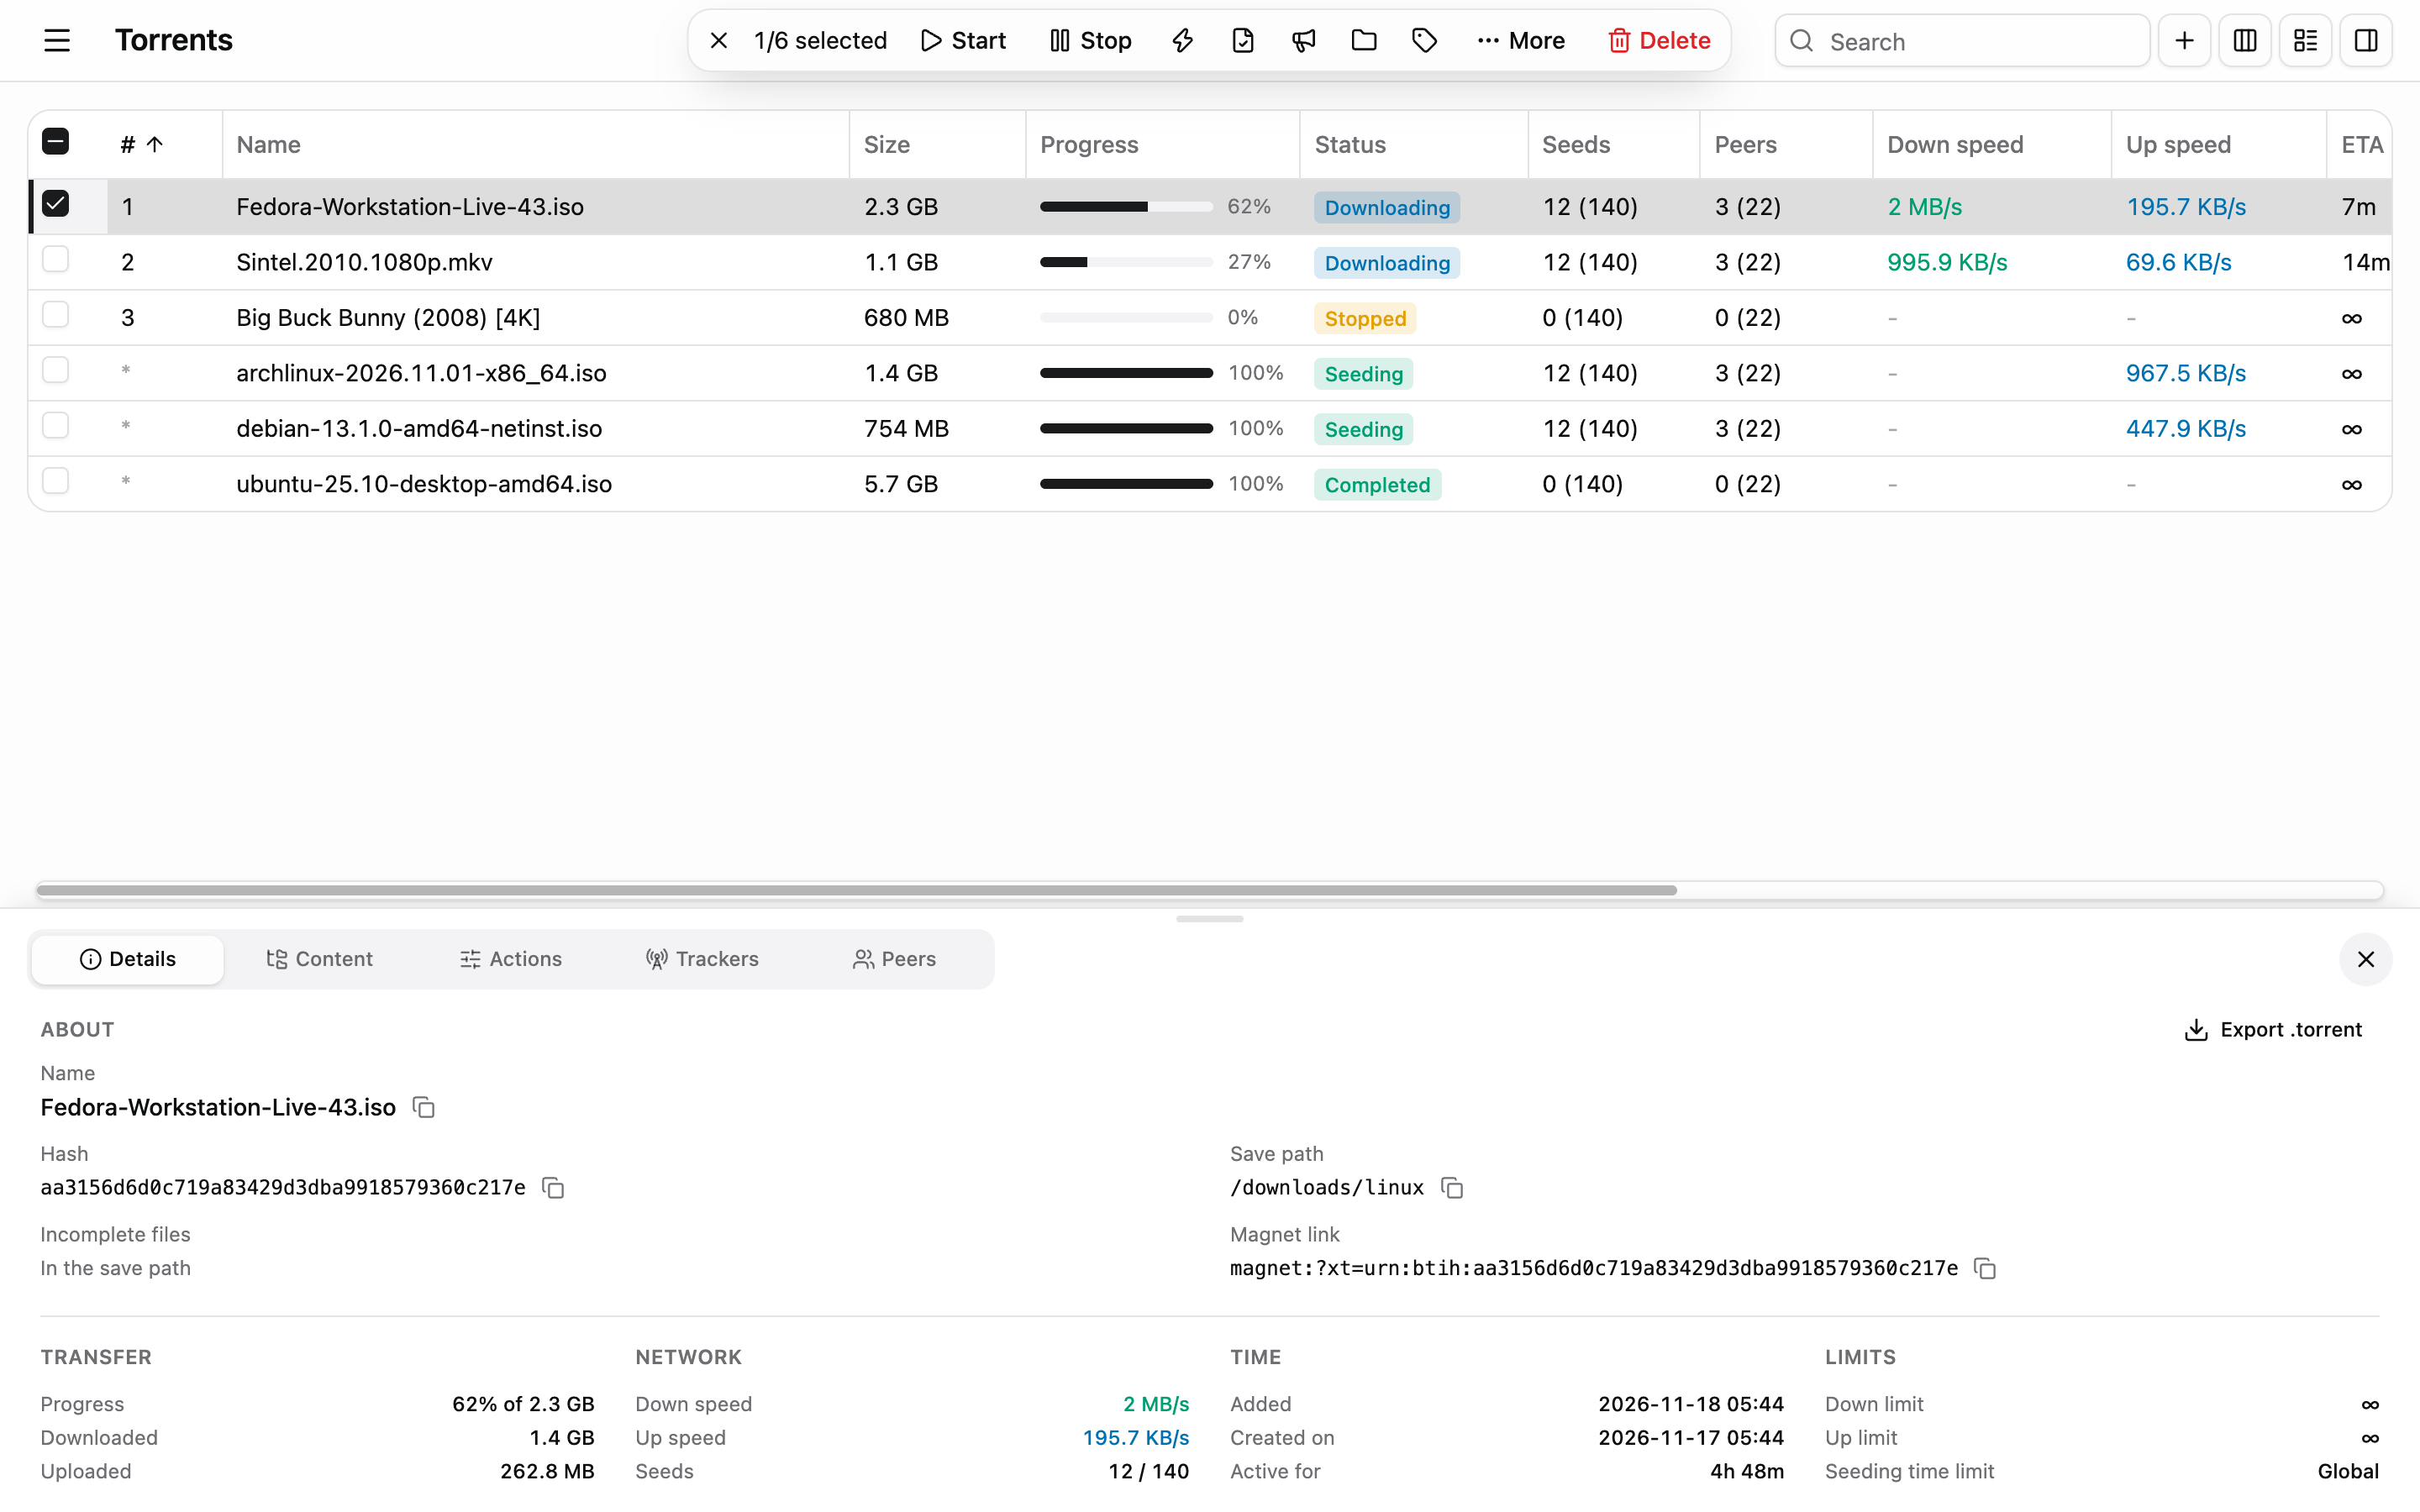 Torrents
1/6 selected Start Stop More Delete Search
# Name Size Progress Status Seeds Peers Down speed Up speed ETA
1 Fedora-Workstation-Live-43.iso 2.3 GB 62% Downloading 12 (140) 3 (22) 2 MB/s 195.7 KB/s 7m
2 Sintel.2010.1080p.mkv 1.1 GB 27% Downloading 12 (140) 3 (22) 995.9 KB/s 69.6 KB/s 14m
3 Big Buck Bunny (2008) [4K] 680 MB 0% Stopped 0 (140) 0 (22) - - ∞
* archlinux-2026.11.01-x86_64.iso 1.4 GB 100% Seeding 12 (140) 3 (22) - 967.5 KB/s ∞
* debian-13.1.0-amd64-netinst.iso 754 MB 100% Seeding 12 (140) 3 (22) - 447.9 KB/s ∞
* ubuntu-25.10-desktop-amd64.iso 5.7 GB 100% Completed 0 (140) 0 (22) - - ∞
Details Content Actions Trackers Peers
ABOUT Export .torrent
Name
Fedora-Workstation-Live-43.iso
Hash Save path
aa3156d6d0c719a83429d3dba9918579360c217e /downloads/linux
Incomplete files Magnet link
In the save path magnet:?xt=urn:btih:aa3156d6d0c719a83429d3dba9918579360c217e
TRANSFER NETWORK TIME LIMITS
Progress 62% of 2.3 GB Down speed 2 MB/s Added 2026-11-18 05:44 Down limit ∞
Downloaded 1.4 GB Up speed 195.7 KB/s Created on 2026-11-17 05:44 Up limit ∞
Uploaded 262.8 MB Seeds 12 / 140 Active for 4h 48m Seeding time limit Global